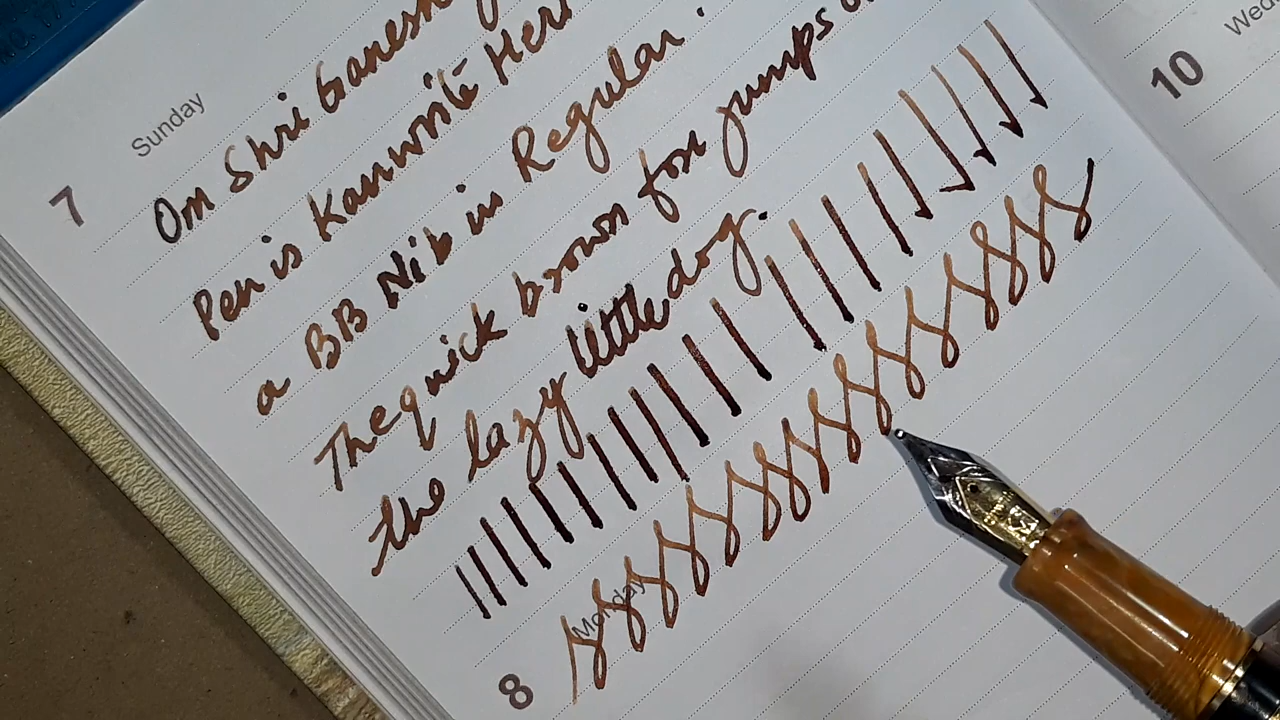 Sunday
7
Om Shri Ganesh
Pen is Kanwrite Heri
a BB Nib in Regular.
The quick brown fox jumps
the lazy little dog.
Monday
8
10
Wed